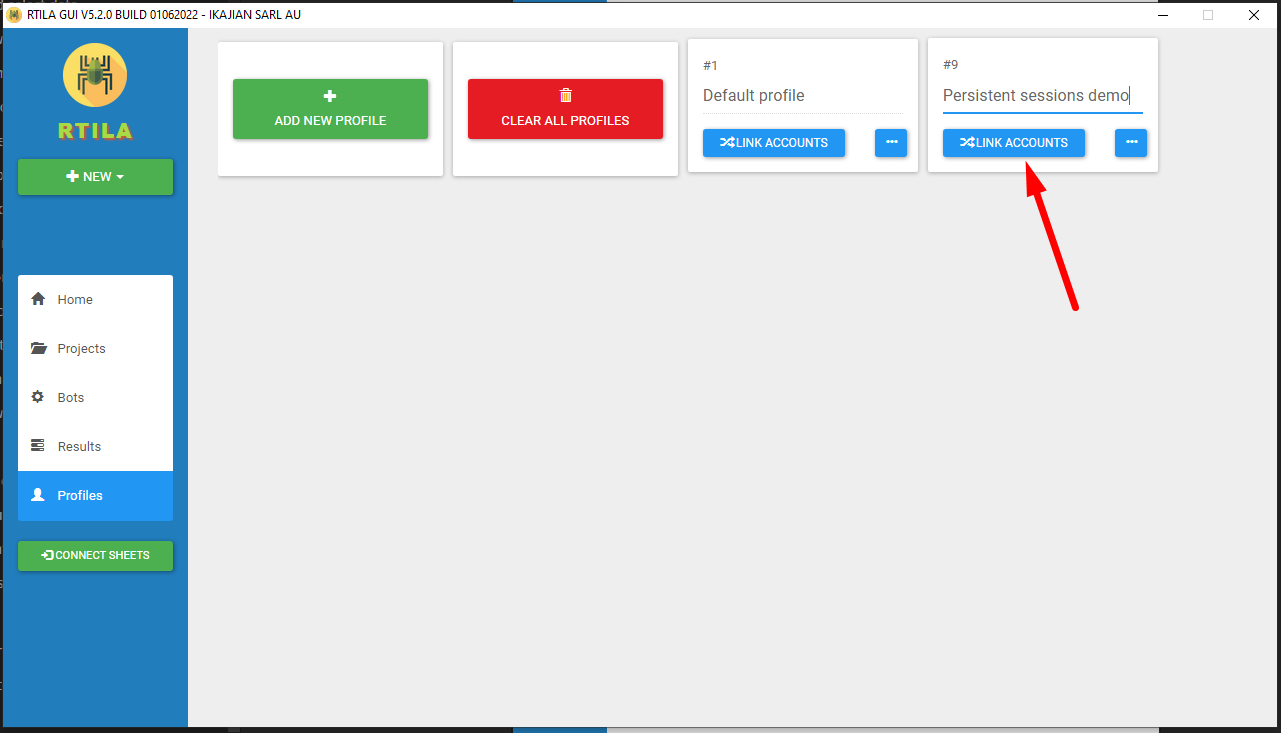 RTILA GUI V5.2.0 BUILD 01062022 - IKAJIAN SARL AU
RTILA
NEW
Home
Projects
Bots
Results
Profiles
CONNECT SHEETS
ADD NEW PROFILE
CLEAR ALL PROFILES
#1
Default profile
LINK ACCOUNTS
#9
Persistent sessions demo
LINK ACCOUNTS